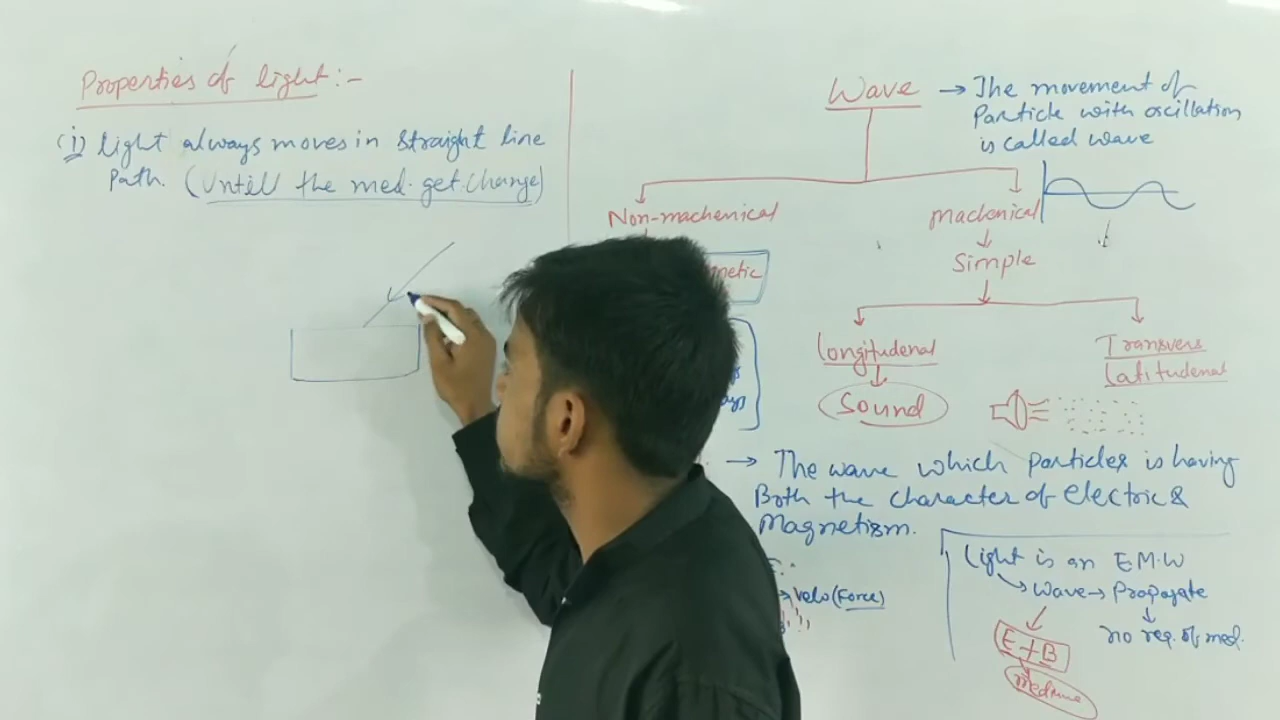 Properties of light :-
(i) light always moves in straight line
Path. (Untill the med. get change)
Wave → The movement of
Particle with oscillation
is called wave
Non-machenical
Machenical
Simple
netic
Longitudenal
Transvers
Latitudenal
Sound
→ The wave which particles is having
Both the character of electric &
Magnetism.
Light is an E.M.W
Wave → Propagate
no req. of med.
E + B
medium
velo (Force)